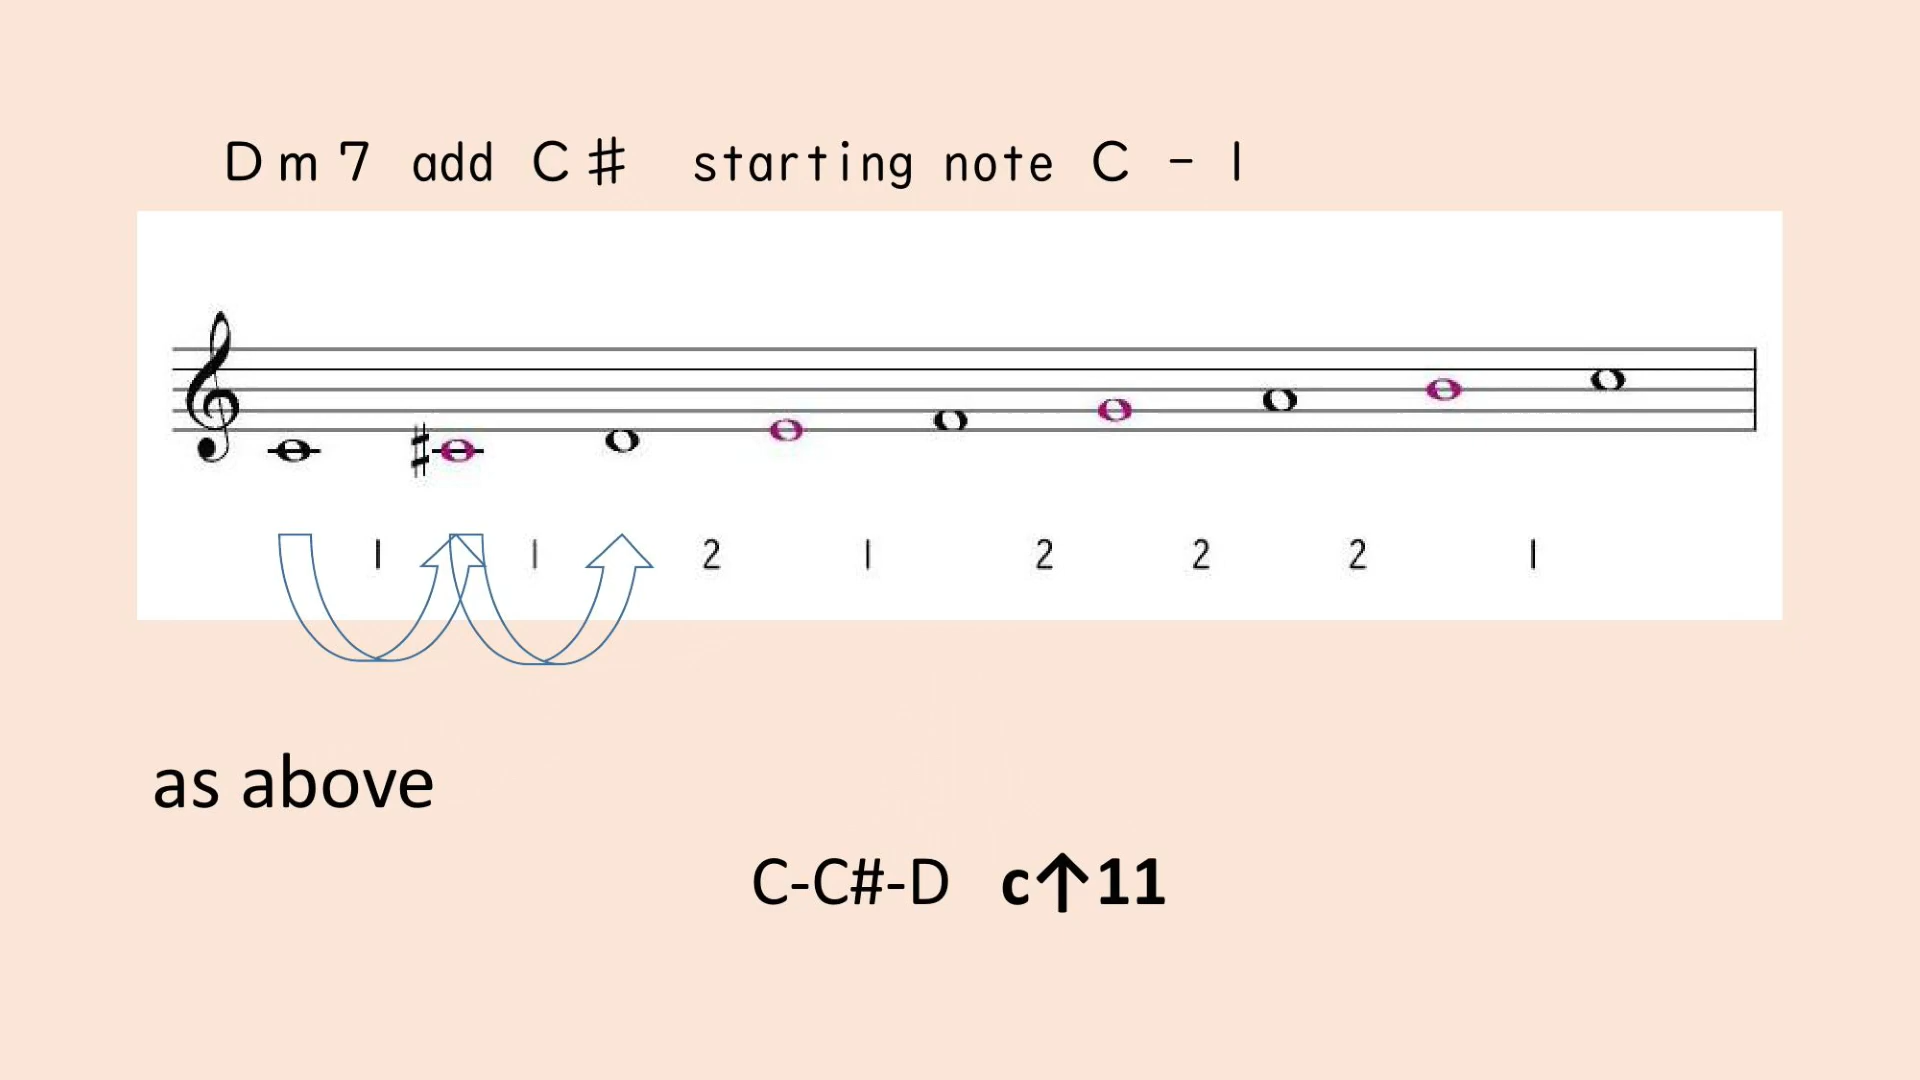 Dm7 add C♯ starting note C - 1
1 1 2 1 2 2 2 1
as above
C-C#-D c↑11